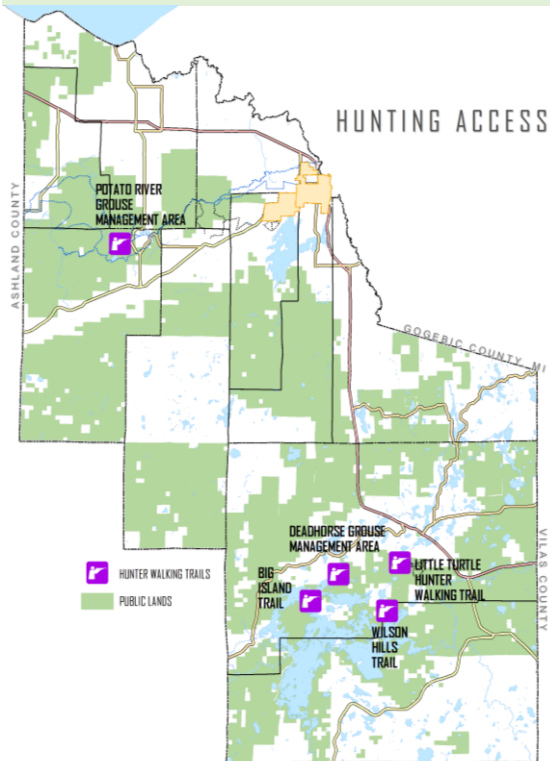 HUNTING ACCESS
POTATO RIVER
GROUSE
MANAGEMENT AREA
ASHLAND COUNTY
GOGEBIC COUNTY, MI
DEADHORSE GROUSE
MANAGEMENT AREA
LITTLE TURTLE
HUNTER
WALKING TRAIL
BIG
ISLAND
TRAIL
WILSON
HILLS
TRAIL
VILAS COUNTY
HUNTER WALKING TRAILS
PUBLIC LANDS